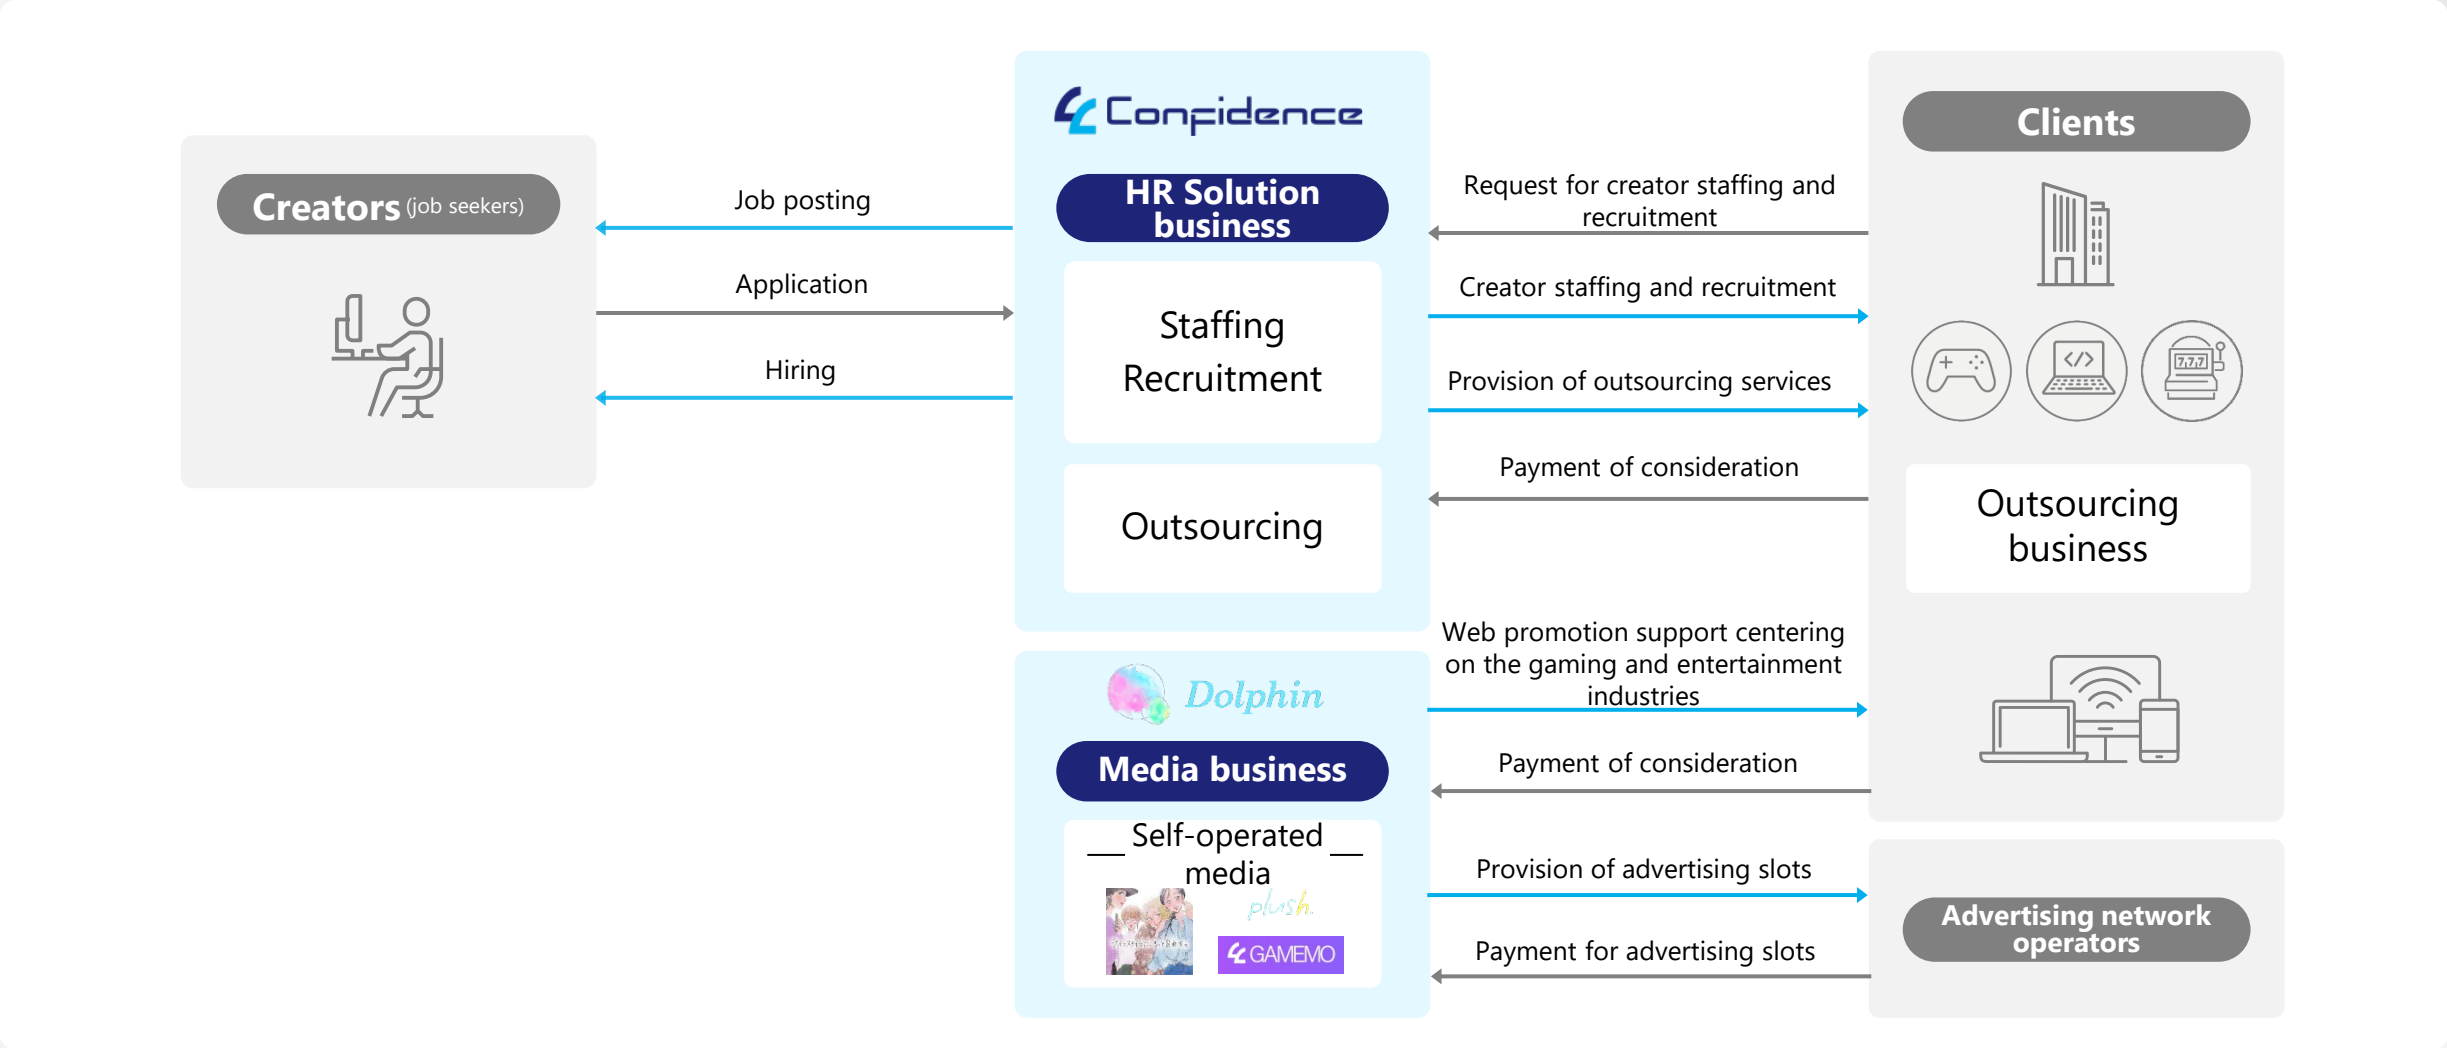 Creators (job seekers)
Job posting
Application
Hiring
Confidence
HR Solution
business
Staffing
Recruitment
Outsourcing
Request for creator staffing and
recruitment
Creator staffing and recruitment
Provision of outsourcing services
Payment of consideration
Clients
</>
7,7,7
Outsourcing
business
Dolphin
Media business
Self-operated
media
plush.
GAMEMO
Web promotion support centering
on the gaming and entertainment
industries
Payment of consideration
Provision of advertising slots
Payment for advertising slots
Advertising network
operators